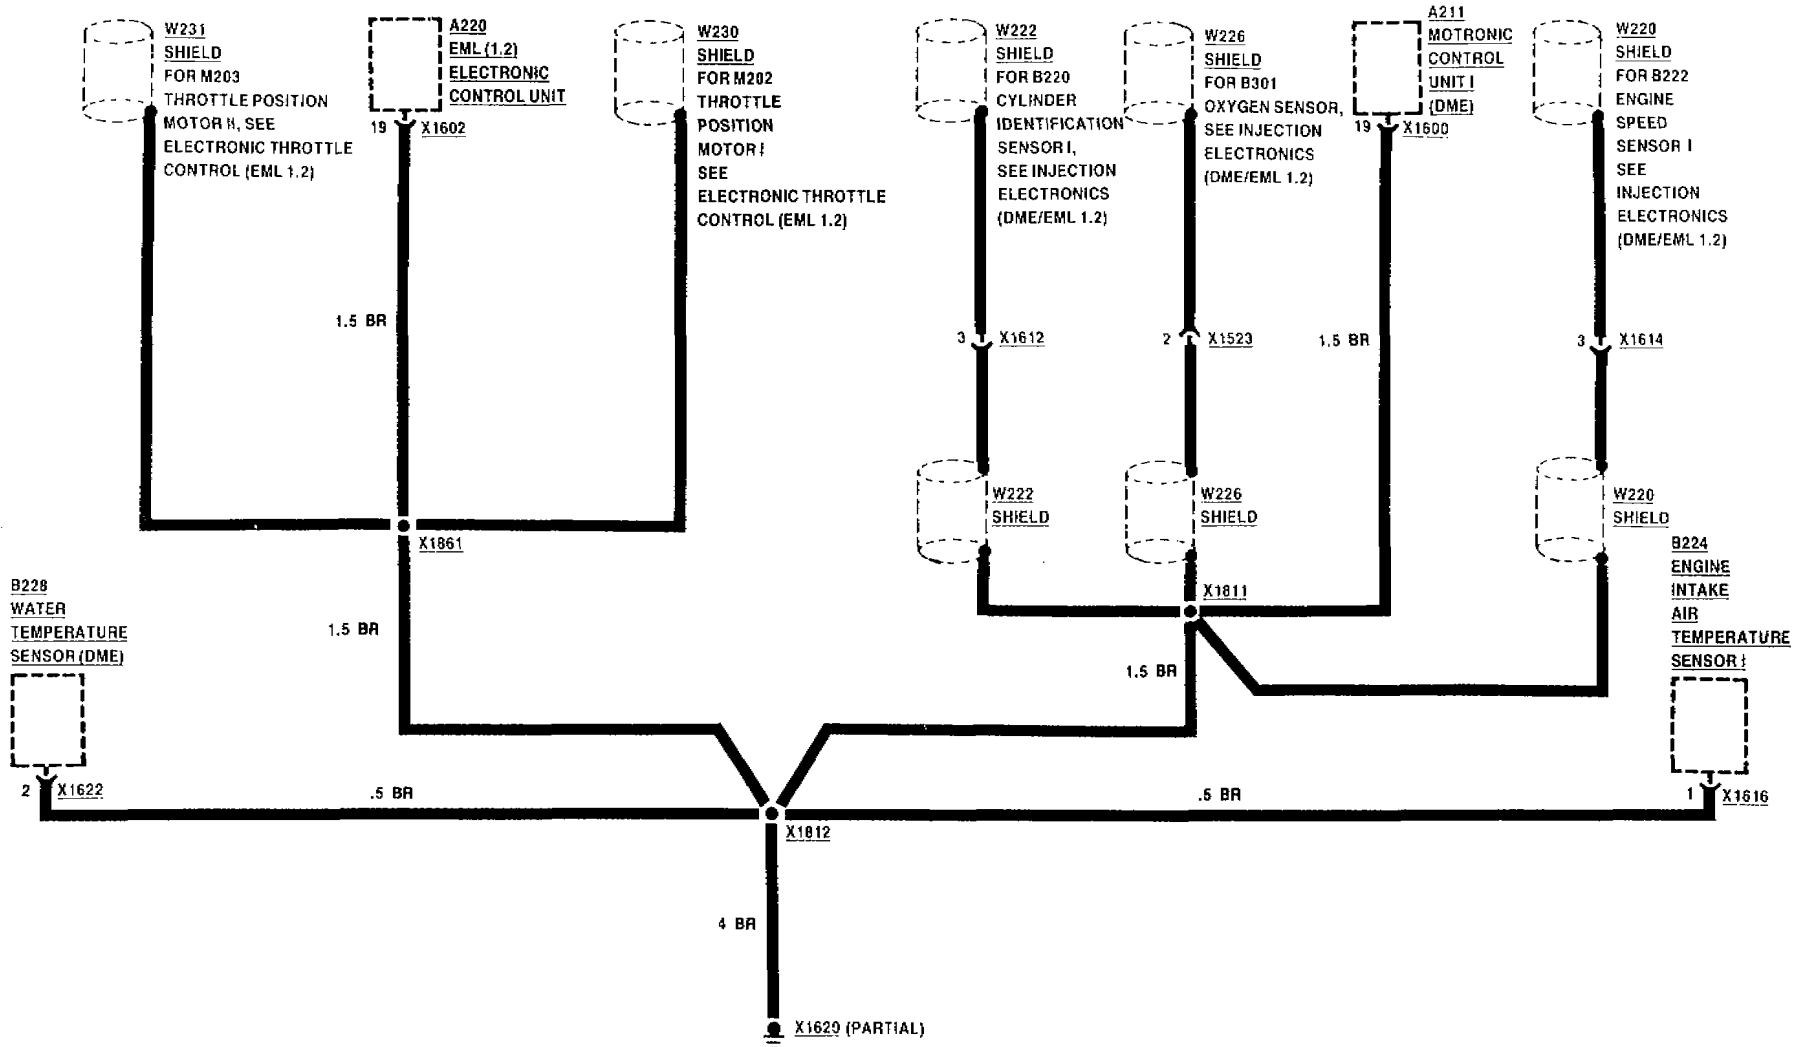 W231
SHIELD
FOR M203
THROTTLE POSITION
MOTOR II, SEE
ELECTRONIC THROTTLE
CONTROL (EML 1.2)
A220
EML (1.2)
ELECTRONIC
CONTROL UNIT
19 X1602
W230
SHIELD
FOR M202
THROTTLE
POSITION
MOTOR I
SEE
ELECTRONIC THROTTLE
CONTROL (EML 1.2)
W222
SHIELD
FOR B220
CYLINDER
IDENTIFICATION
SENSOR I,
SEE INJECTION
ELECTRONICS
(DME/EML 1.2)
W226
SHIELD
FOR B301
OXYGEN SENSOR,
SEE INJECTION
ELECTRONICS
(DME/EML 1.2)
A211
MOTRONIC
CONTROL
UNIT I
(DME)
19 X1600
W220
SHIELD
FOR B222
ENGINE
SPEED
SENSOR I
SEE
INJECTION
ELECTRONICS
(DME/EML 1.2)
1.5 BR
3 X1612
2 X1523
1.5 BR
3 X1614
W222
SHIELD
W226
SHIELD
W220
SHIELD
X1861
B228
WATER
TEMPERATURE
SENSOR (DME)
1.5 BR
X1811
1.5 BR
B224
ENGINE
INTAKE
AIR
TEMPERATURE
SENSOR I
2 X1622
.5 BR
.5 BR
1 X1616
X1812
4 BR
X1629 (PARTIAL)